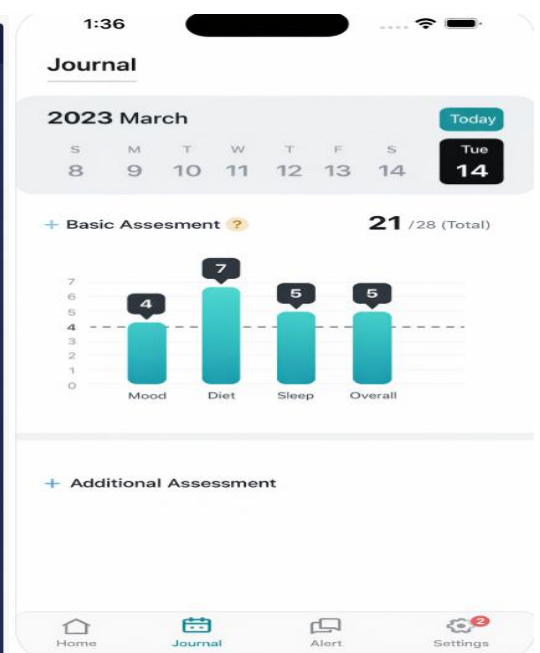 1:36
Journal
2023 March
Today
S M T W T F S Tue
8 9 10 11 12 13 14 14
+ Basic Assesment ? 21 /28 (Total)
7
7
6
5 5
4
5
4
3
2
1
0
Mood Diet Sleep Overall
+ Additional Assessment
2
Home Journal Alert Settings